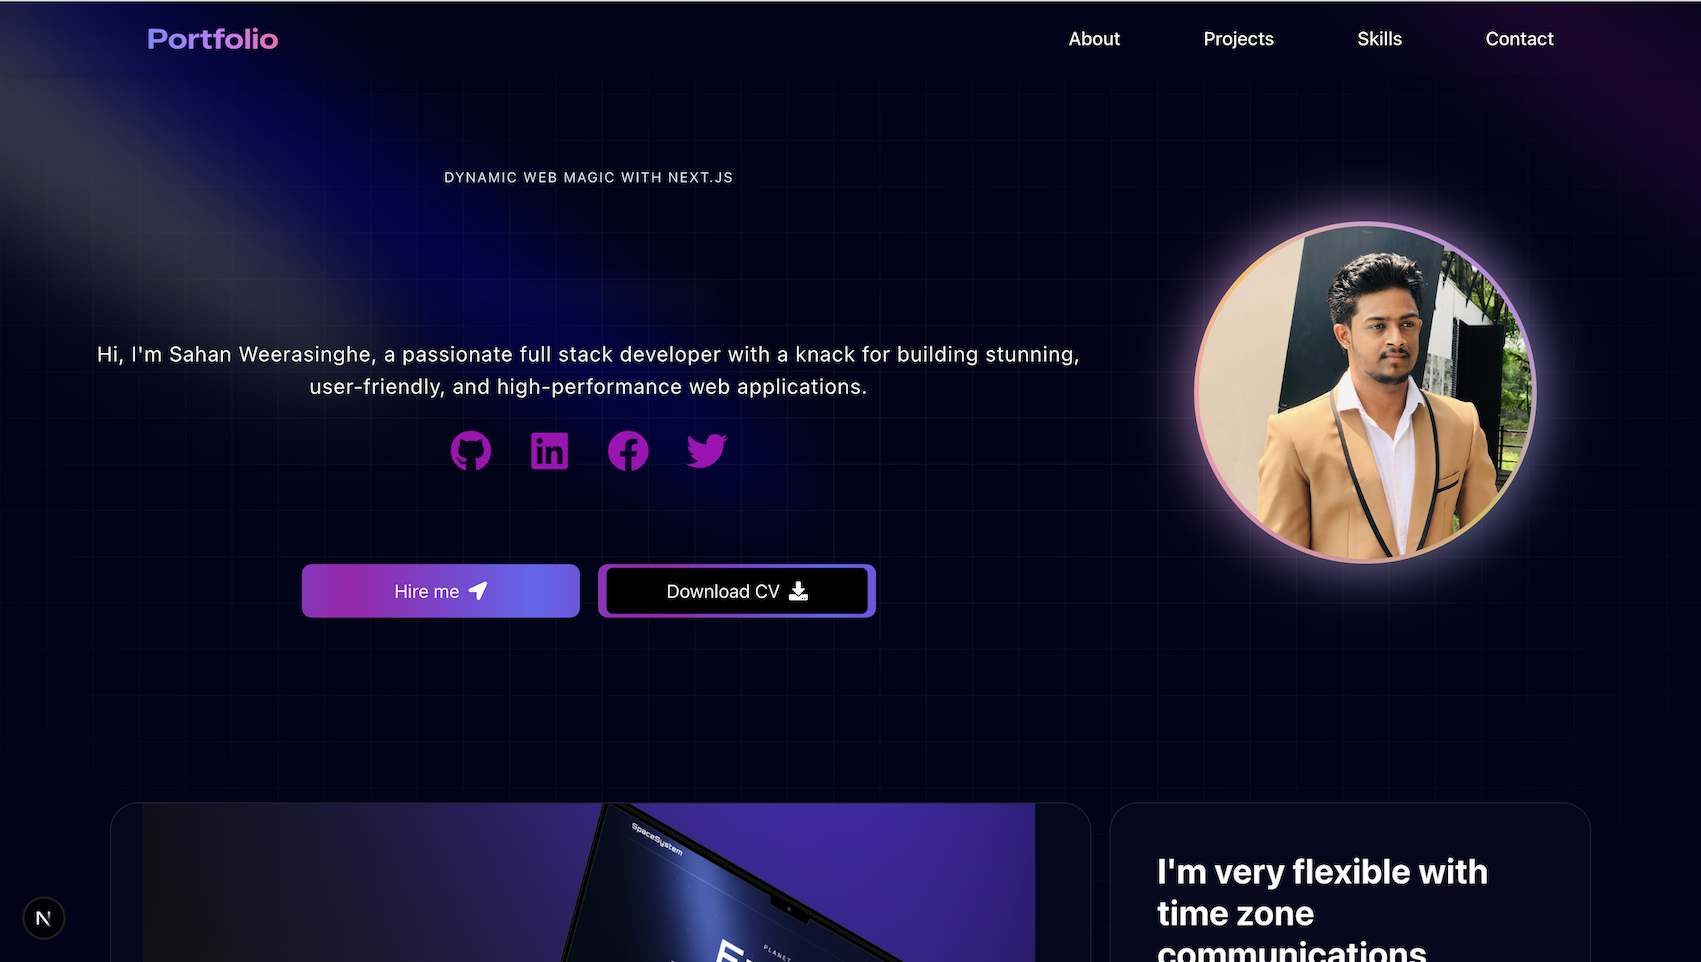 Portfolio
About
Projects
Skills
Contact
DYNAMIC WEB MAGIC WITH NEXT.JS
Hi, I'm Sahan Weerasinghe, a passionate full stack developer with a knack for building stunning,
user-friendly, and high-performance web applications.
in
Hire me
Download CV
SpaceSystem
PLANET
I'm very flexible with
time zone
communications
N